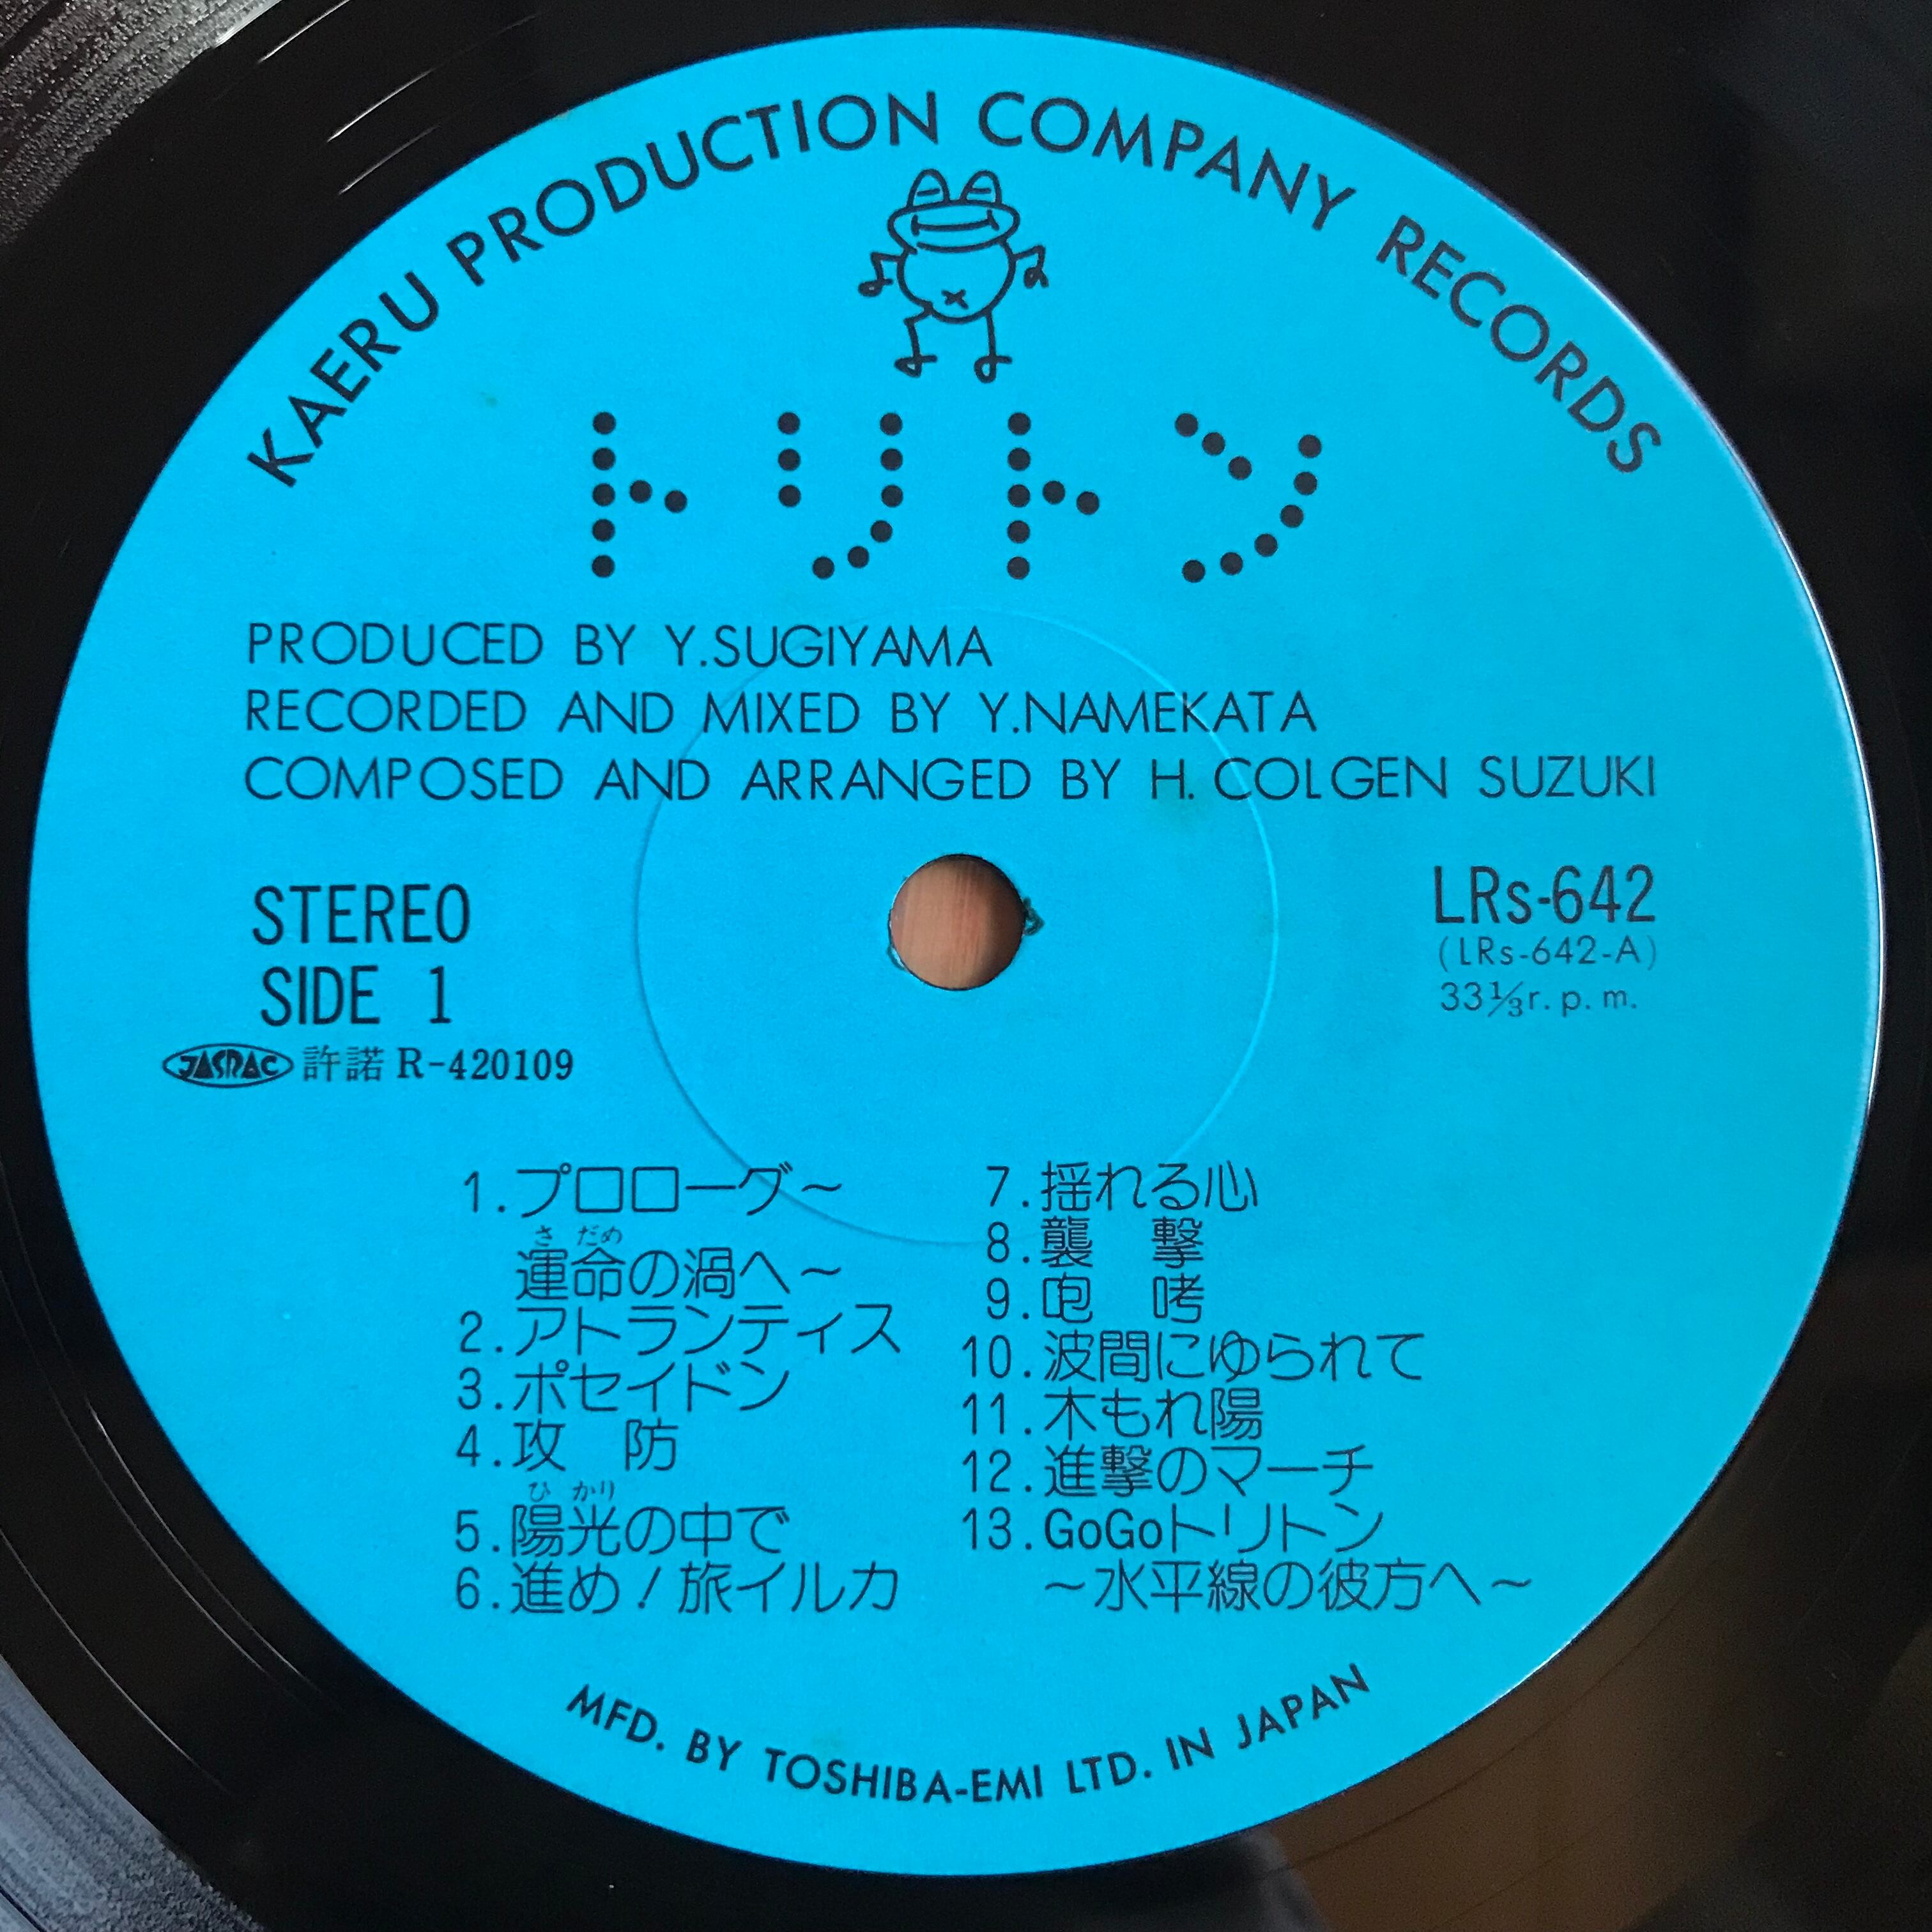 KAERU PRODUCTION COMPANY RECORDS
トリトン
PRODUCED BY Y.SUGIYAMA
RECORDED AND MIXED BY Y.NAMEKATA
COMPOSED AND ARRANGED BY H. COLGEN SUZUKI
STEREO
SIDE 1
JASRAC 許諾 R-420109
LRs-642
(LRs-642-A)
33⅓r.p.m.
1.プロローグ～
さだめ
運命の渦へ～
2.アトランティス
3.ポセイドン
4.攻 防
ひかり
5.陽光の中で
6.進め!旅イルカ
7.揺れる心
8.襲 撃
9.咆 哮
10.波間にゆられて
11.木もれ陽
12.進撃のマーチ
13.GoGoトリトン
～水平線の彼方へ～
MFD. BY TOSHIBA-EMI LTD. IN JAPAN